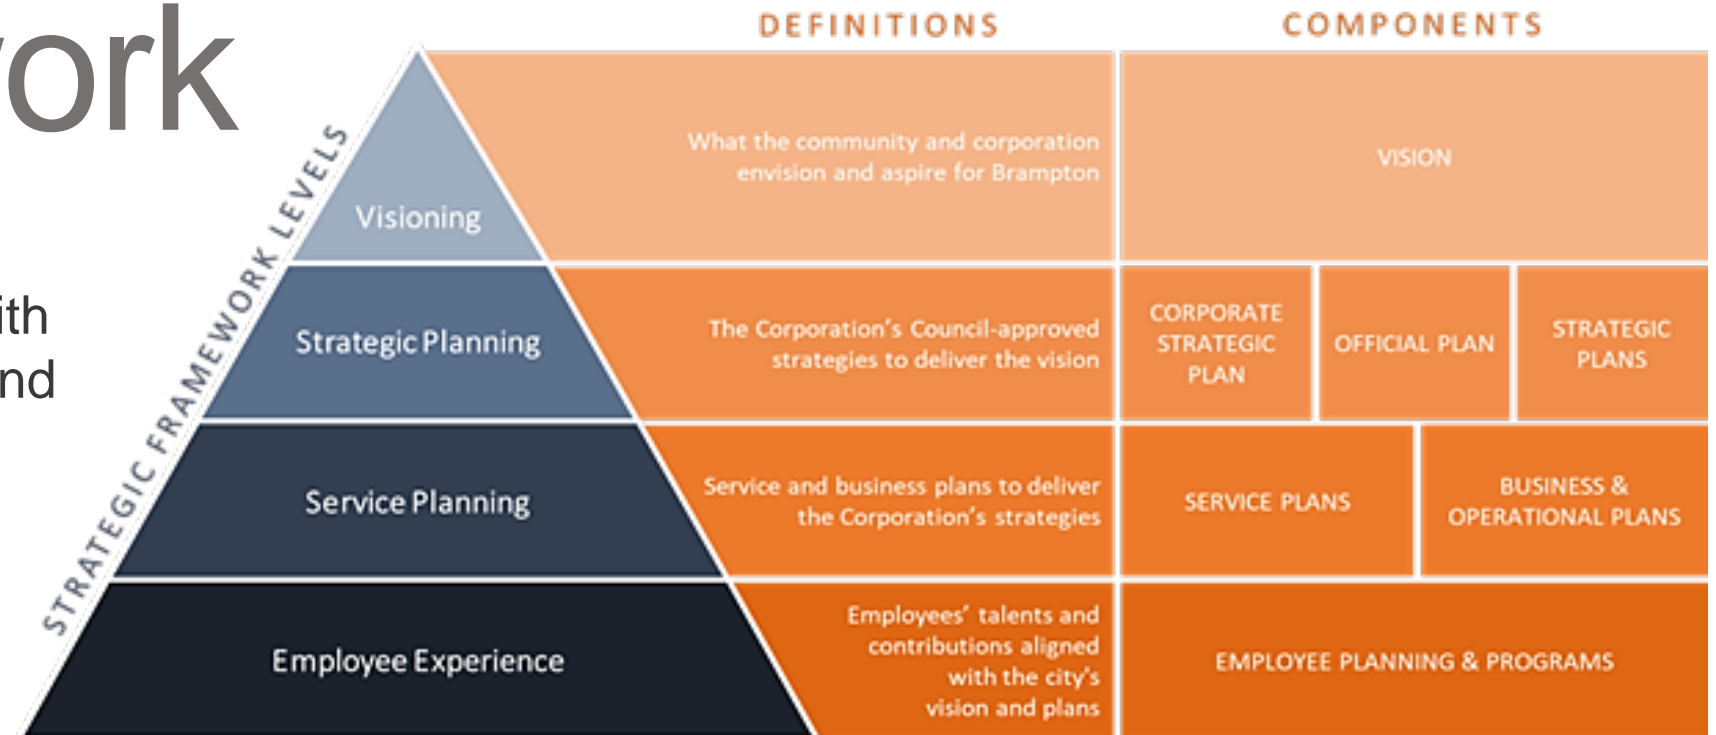 work
ith
nd
STRATEGIC FRAMEWORK LEVELS
DEFINITIONS
COMPONENTS
Visioning
What the community and corporation
envision and aspire for Brampton
VISION
Strategic Planning
The Corporation's Council-approved
strategies to deliver the vision
CORPORATE
STRATEGIC
PLAN
OFFICIAL PLAN
STRATEGIC
PLANS
Service Planning
Service and business plans to deliver
the Corporation's strategies
SERVICE PLANS
BUSINESS &
OPERATIONAL PLANS
Employee Experience
Employees' talents and
contributions aligned
with the city's
vision and plans
EMPLOYEE PLANNING & PROGRAMS